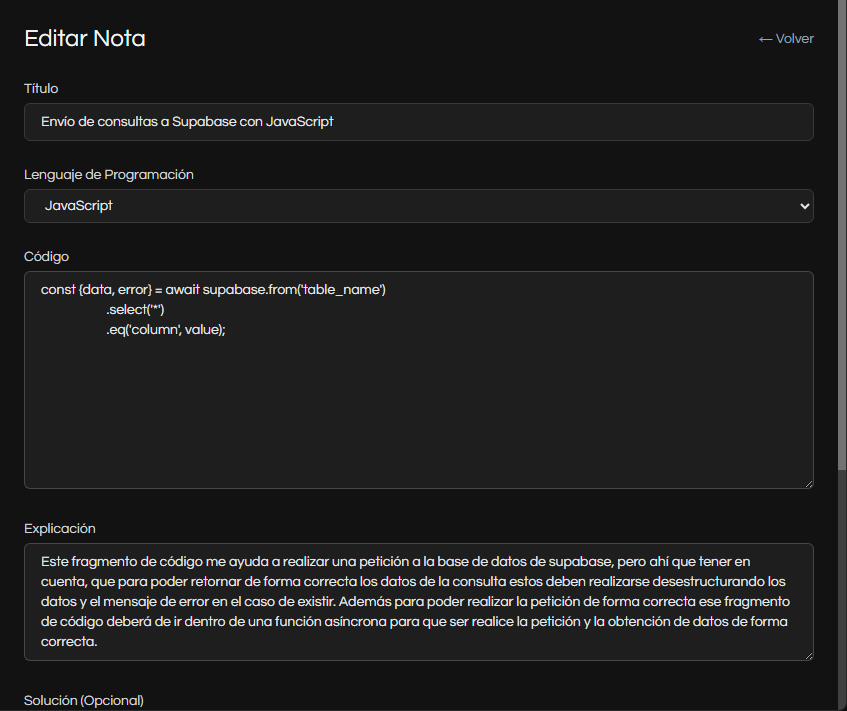 Editar Nota
← Volver
Título
Envío de consultas a Supabase con JavaScript
Lenguaje de Programación
JavaScript
Código
const {data, error} = await supabase.from('table_name')
.select('*')
.eq('column', value);
Explicación
Este fragmento de código me ayuda a realizar una petición a la base de datos de supabase, pero ahí que tener en
cuenta, que para poder retornar de forma correcta los datos de la consulta estos deben realizarse desestructurando los
datos y el mensaje de error en el caso de existir. Además para poder realizar la petición de forma correcta ese fragmento
de código deberá de ir dentro de una función asíncrona para que ser realice la petición y la obtención de datos de forma
correcta.
Solución (Opcional)